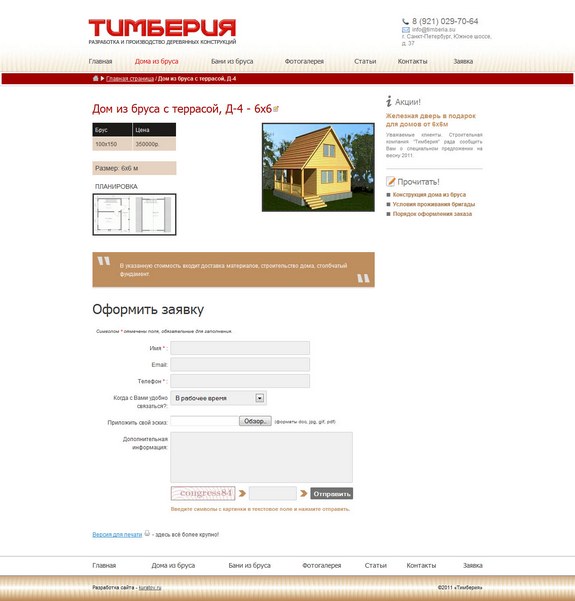 ТИМБЕРИЯ
РАЗРАБОТКА И ПРОИЗВОДСТВО ДЕРЕВЯННЫХ КОНСТРУКЦИЙ
8 (921) 029-70-64
info@timberia.su
г. Санкт-Петербург, Южное шоссе,
д. 37
Главная Дома из бруса Бани из бруса Фотогалерея Статьи Контакты Заявка
Главная страница / Дом из бруса с террасой, Д-4
Дом из бруса с террасой, Д-4 - 6х6
Брус Цена
100х150 350000р.
Размер: 6х6 м
ПЛАНИРОВКА
Акции!
Железная дверь в подарок
для домов от 6х6м
Уважаемые клиенты. Строительная
компания "Тимберия" рада сообщить
Вам о специальном предложении на
весну 2011.
Прочитать!
Конструкция дома из бруса
Условия проживания бригады
Порядок оформления заказа
В указанную стоимость входит доставка материалов, строительство дома, столбчатый
фундамент.
Оформить заявку
Символом * отмечены поля, обязательные для заполнения.
Имя * :
Email:
Телефон * :
Когда с Вами удобно
связаться?:
В рабочее время
Приложить свой эскиз:
Обзор..
(форматы doc, jpg, gif, pdf)
Дополнительная
информация:
congress84
Отправить
Введите символы с картинки в текстовое поле и нажмите отправить.
Версия для печати - здесь всё более крупно!
Главная Дома из бруса Бани из бруса Фотогалерея Статьи Контакты Заявка
Разработка сайта - kuratov.ru
©2011 «Тимберия»